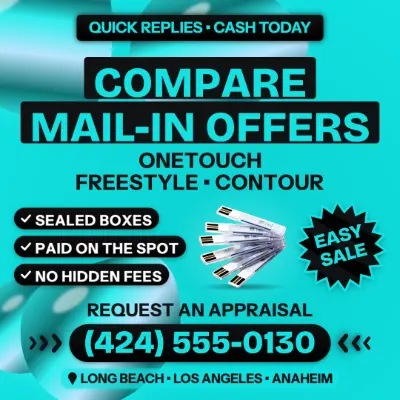 QUICK REPLIES • CASH TODAY
COMPARE
MAIL-IN OFFERS
ONETOUCH
FREESTYLE • CONTOUR
✓ SEALED BOXES
✓ PAID ON THE SPOT
✓ NO HIDDEN FEES
EASY
SALE
REQUEST AN APPRAISAL
(424) 555-0130
LONG BEACH • LOS ANGELES • ANAHEIM